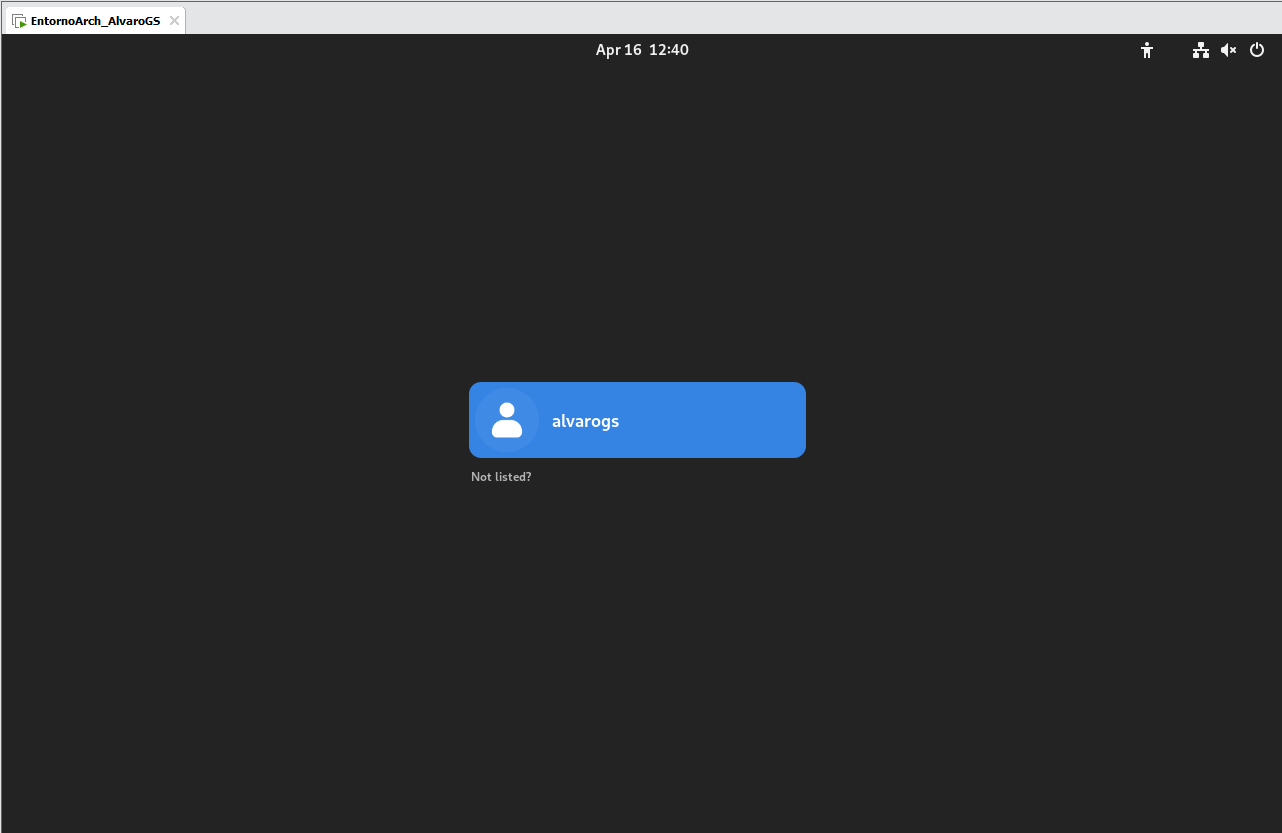 EntornoArch_AlvaroGS
Apr 16 12:40
alvarogs
Not listed?